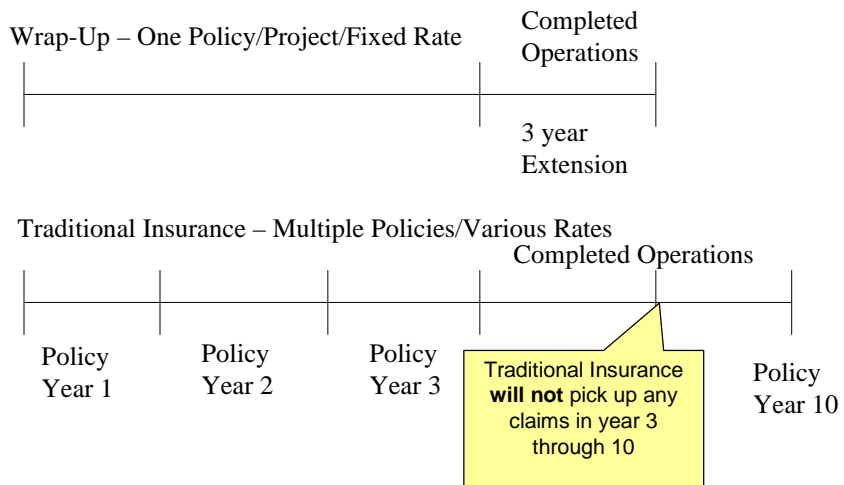 Wrap-Up – One Policy/Project/Fixed Rate
Completed
Operations
3 year
Extension
Traditional Insurance – Multiple Policies/Various Rates
Completed Operations
Policy
Year 1
Policy
Year 2
Policy
Year 3
Traditional Insurance
will not pick up any
claims in year 3
through 10
Policy
Year 10